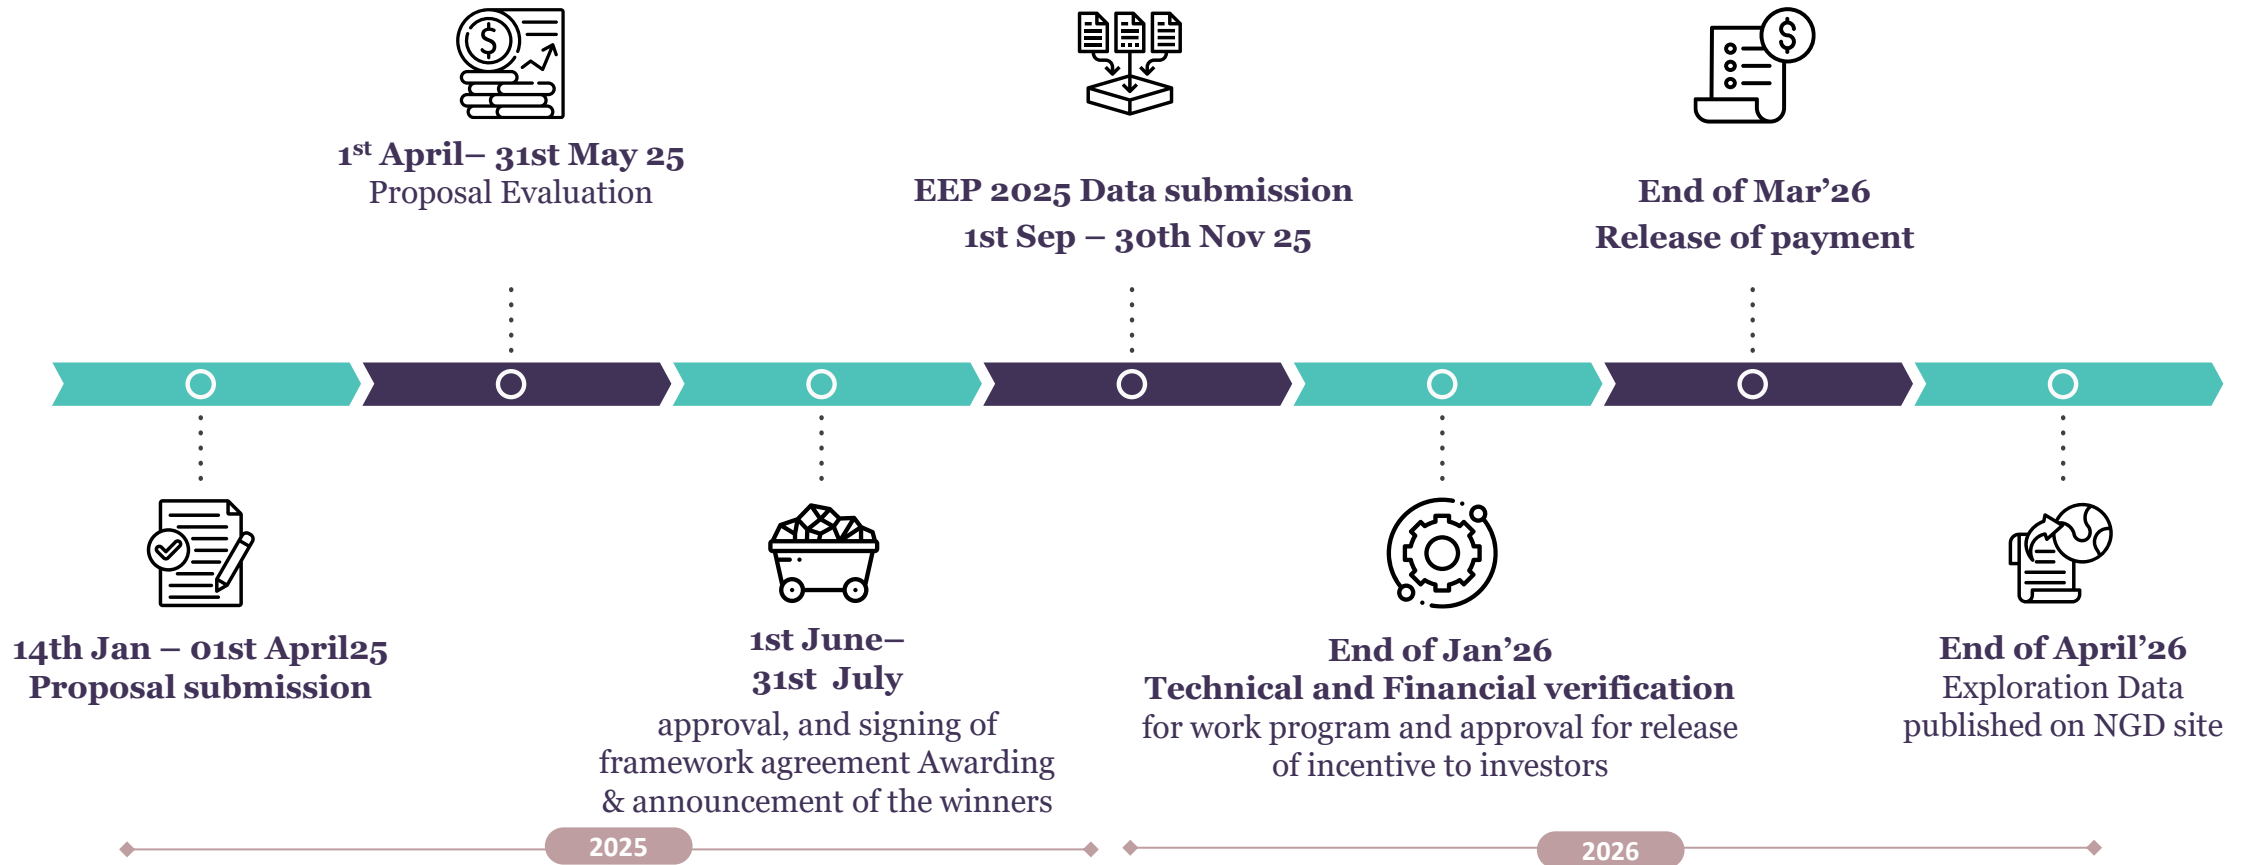 1st April– 31st May 25
Proposal Evaluation
EEP 2025 Data submission
1st Sep – 30th Nov 25
End of Mar’26
Release of payment
14th Jan – 01st April25
Proposal submission
1st June–
31st July
approval, and signing of
framework agreement Awarding
& announcement of the winners
End of Jan’26
Technical and Financial verification
for work program and approval for release
of incentive to investors
End of April’26
Exploration Data
published on NGD site
2025
2026